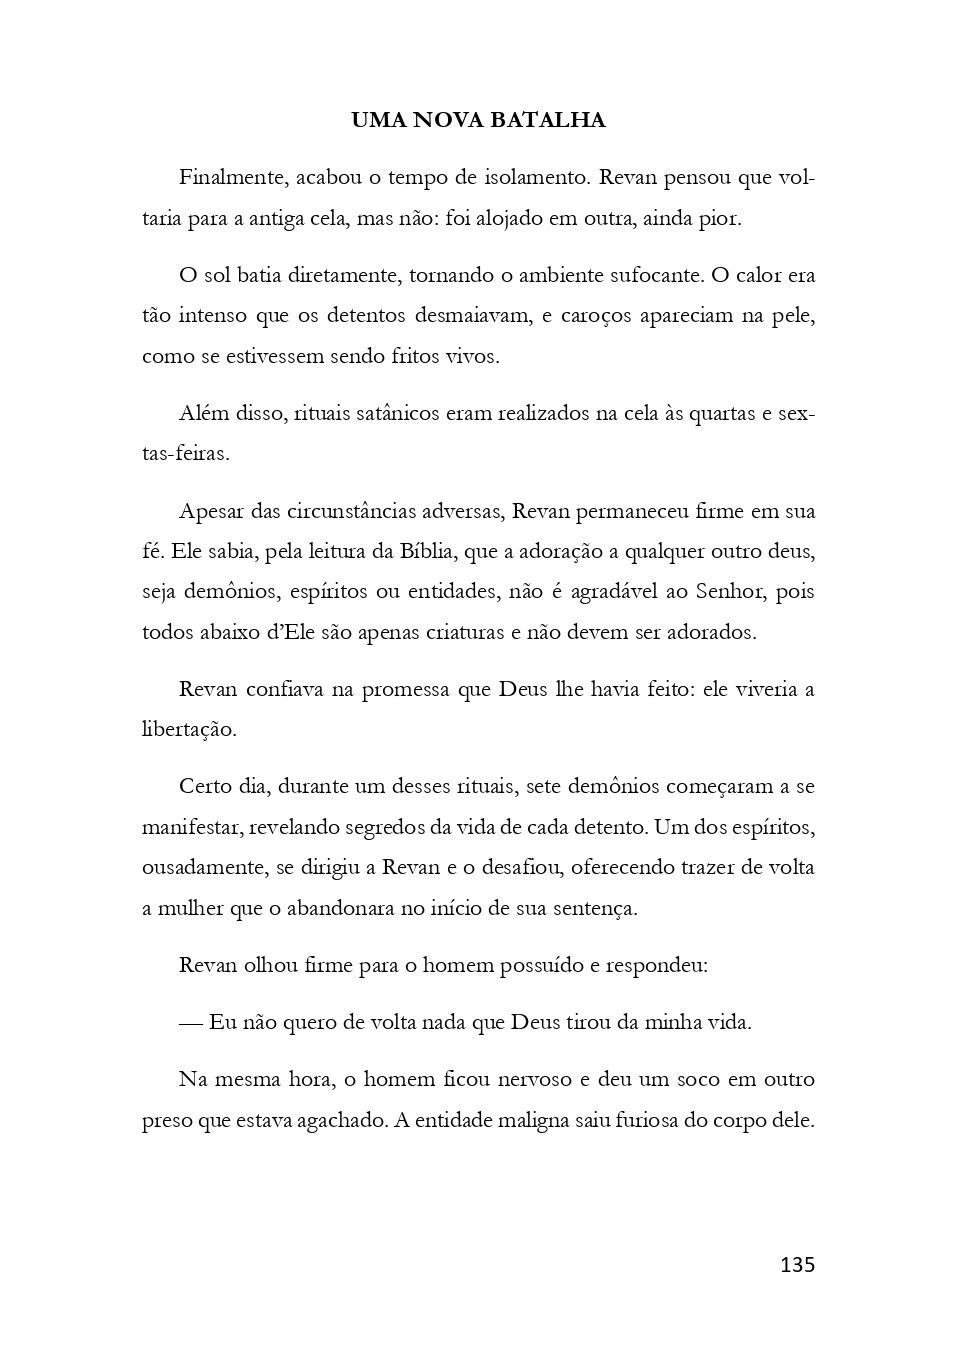 UMA NOVA BATALHA
Finalmente, acabou o tempo de isolamento. Revan pensou que vol-
taria para a antiga cela, mas não: foi alojado em outra, ainda pior.
O sol batia diretamente, tornando o ambiente sufocante. O calor era
tão intenso que os detentos desmaiavam, e caroços apareciam na pele,
como se estivessem sendo fritos vivos.
Além disso, rituais satânicos eram realizados na cela às quartas e sex-
tas-feiras.
Apesar das circunstâncias adversas, Revan permaneceu firme em sua
fé. Ele sabia, pela leitura da Bíblia, que a adoração a qualquer outro deus,
seja demônios, espíritos ou entidades, não é agradável ao Senhor, pois
todos abaixo d’Ele são apenas criaturas e não devem ser adorados.
Revan confiava na promessa que Deus lhe havia feito: ele viveria a
libertação.
Certo dia, durante um desses rituais, sete demônios começaram a se
manifestar, revelando segredos da vida de cada detento. Um dos espíritos,
ousadamente, se dirigiu a Revan e o desafiou, oferecendo trazer de volta
a mulher que o abandonara no início de sua sentença.
Revan olhou firme para o homem possuído e respondeu:
— Eu não quero de volta nada que Deus tirou da minha vida.
Na mesma hora, o homem ficou nervoso e deu um soco em outro
preso que estava agachado. A entidade maligna saiu furiosa do corpo dele.
135